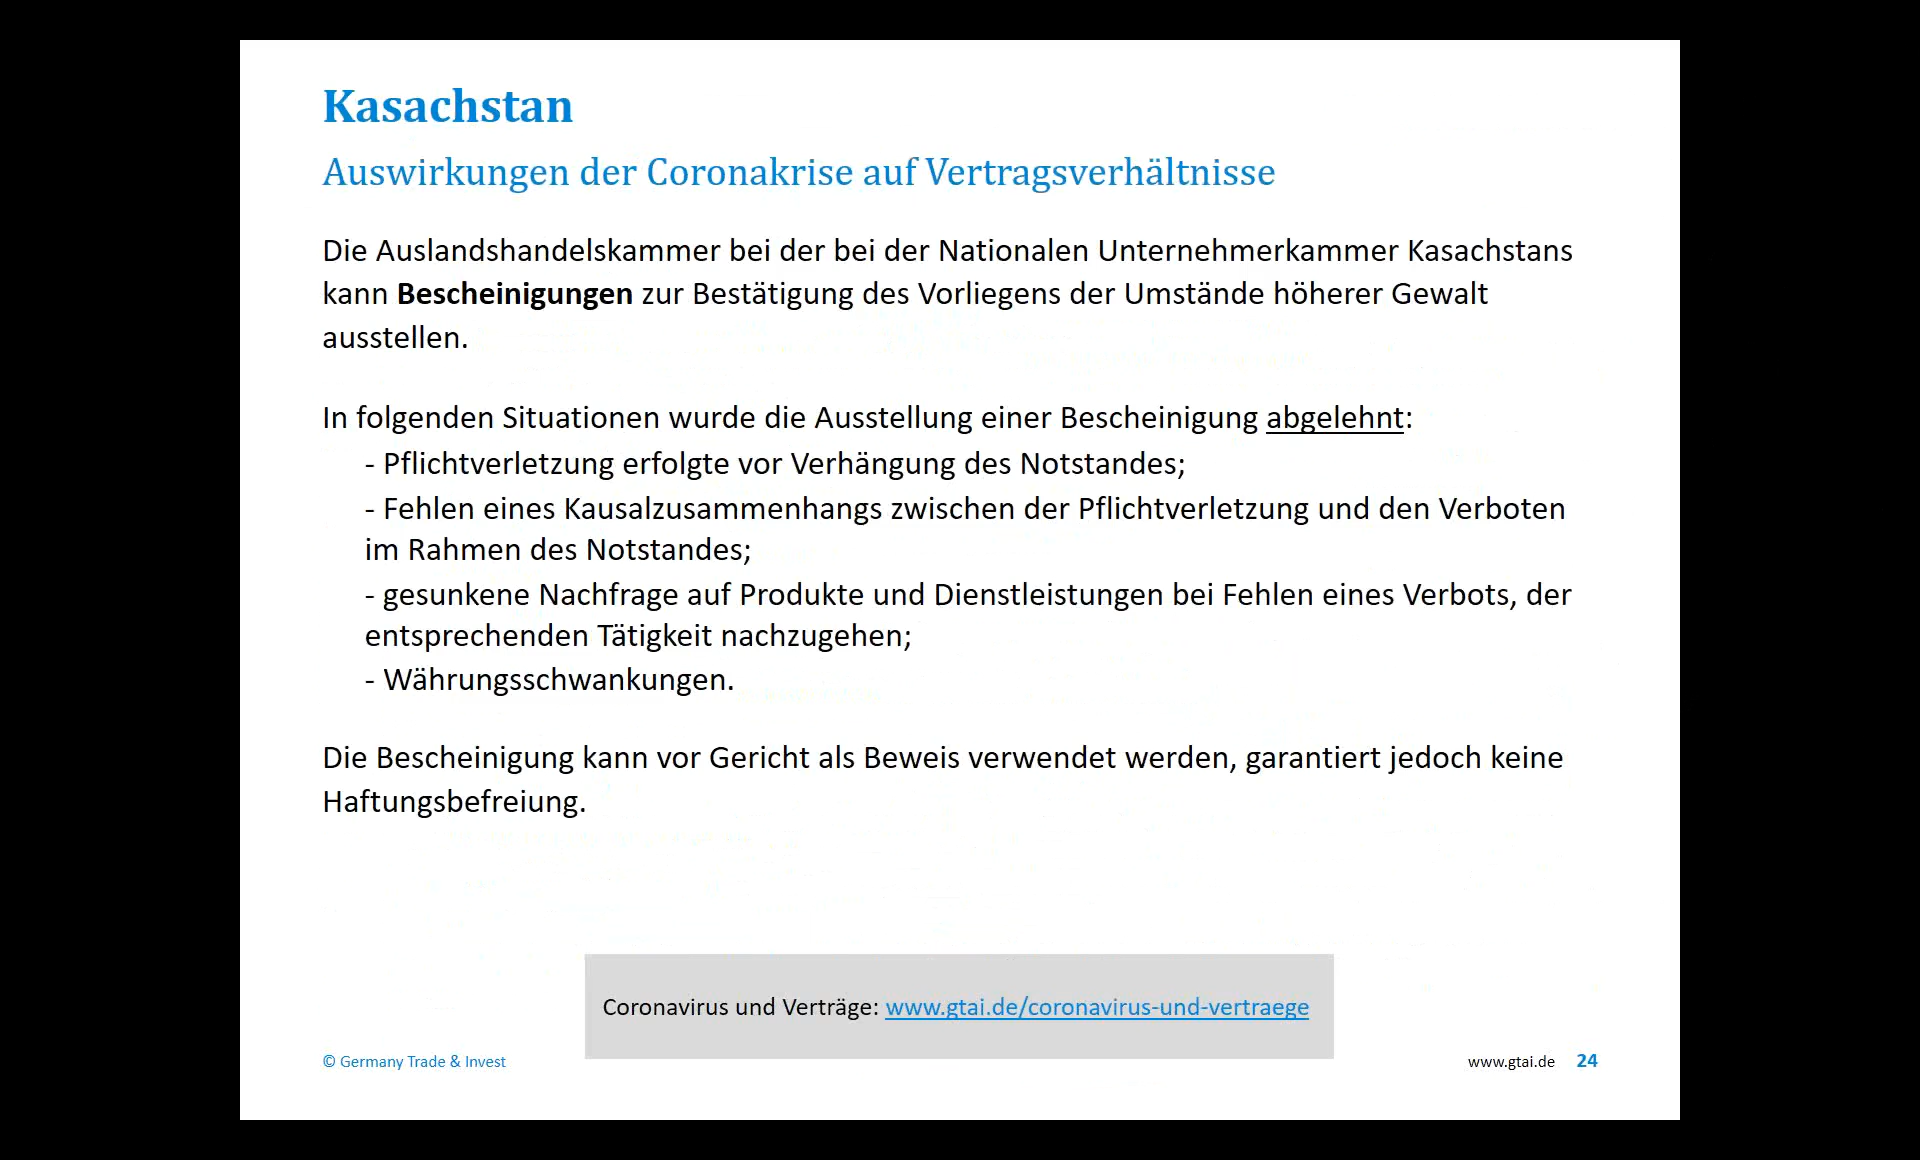 Kasachstan
Auswirkungen der Coronakrise auf Vertragsverhältnisse
Die Auslandshandelskammer bei der bei der Nationalen Unternehmerkammer Kasachstans
kann Bescheinigungen zur Bestätigung des Vorliegens der Umstände höherer Gewalt
ausstellen.
In folgenden Situationen wurde die Ausstellung einer Bescheinigung abgelehnt:
- Pflichtverletzung erfolgte vor Verhängung des Notstandes;
- Fehlen eines Kausalzusammenhangs zwischen der Pflichtverletzung und den Verboten
im Rahmen des Notstandes;
- gesunkene Nachfrage auf Produkte und Dienstleistungen bei Fehlen eines Verbots, der
entsprechenden Tätigkeit nachzugehen;
- Währungsschwankungen.
Die Bescheinigung kann vor Gericht als Beweis verwendet werden, garantiert jedoch keine
Haftungsbefreiung.
Coronavirus und Verträge: www.gtai.de/coronavirus-und-vertraege
© Germany Trade & Invest
www.gtai.de 24